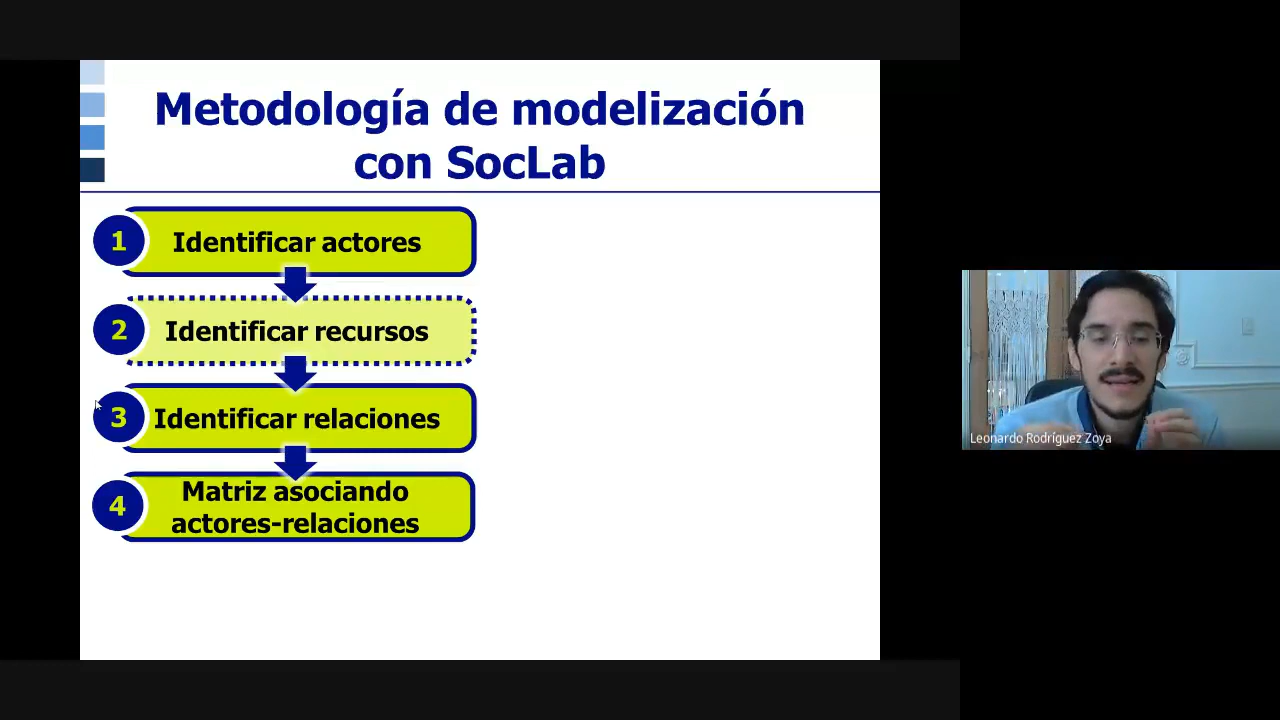 Metodología de modelización
con SocLab
1
Identificar actores
2
Identificar recursos
3
Identificar relaciones
4
Matriz asociando
actores-relaciones
Leonardo Rodríguez Zoya